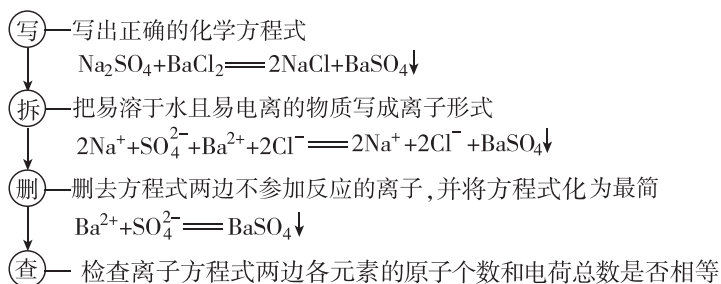 写 写出正确的化学方程式
Na₂SO₄+BaCl₂══2NaCl+BaSO₄↓
拆 把易溶于水且易电离的物质写成离子形式
2Na⁺+SO₄²⁻+Ba²⁺+2Cl⁻══2Na⁺+2Cl⁻+BaSO₄↓
删 删去方程式两边不参加反应的离子,并将方程式化为最简
Ba²⁺+SO₄²⁻══BaSO₄↓
查 检查离子方程式两边各元素的原子个数和电荷总数是否相等